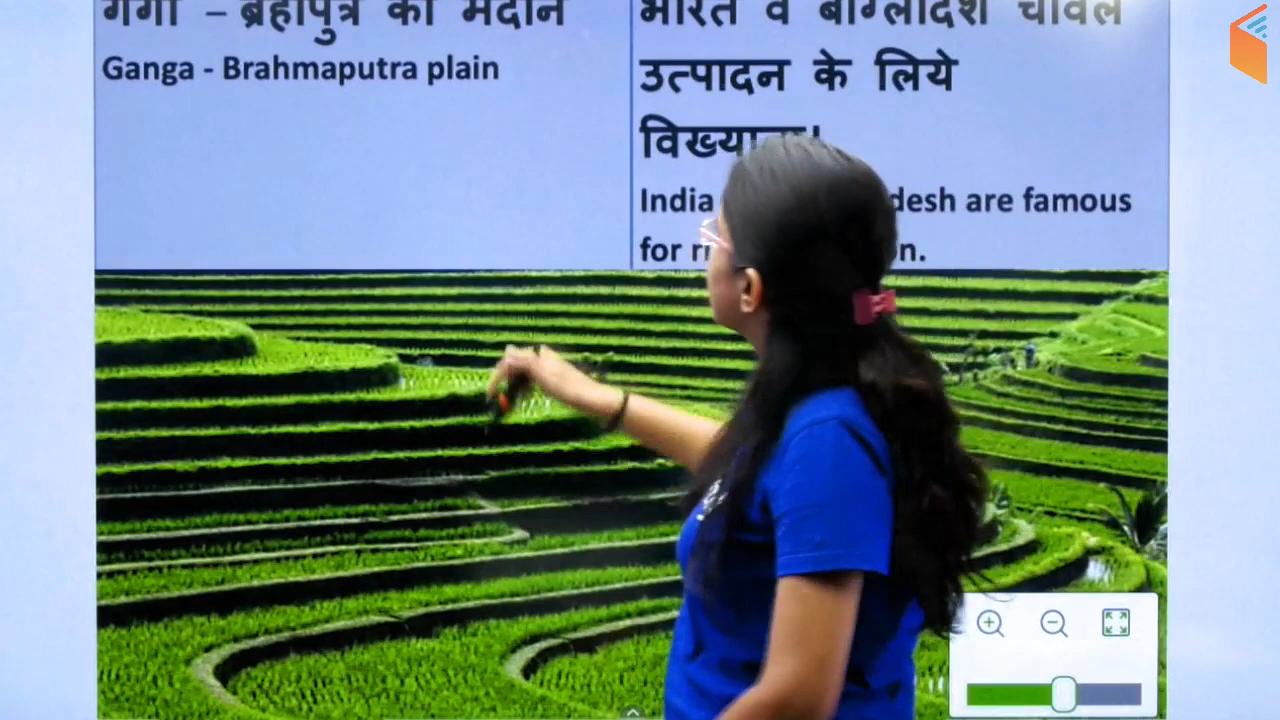 गंगा – ब्रह्मपुत्र का मैदान
Ganga - Brahmaputra plain
भारत व बांग्लादेश चावल
उत्पादन के लिये
India desh are famous
for n.